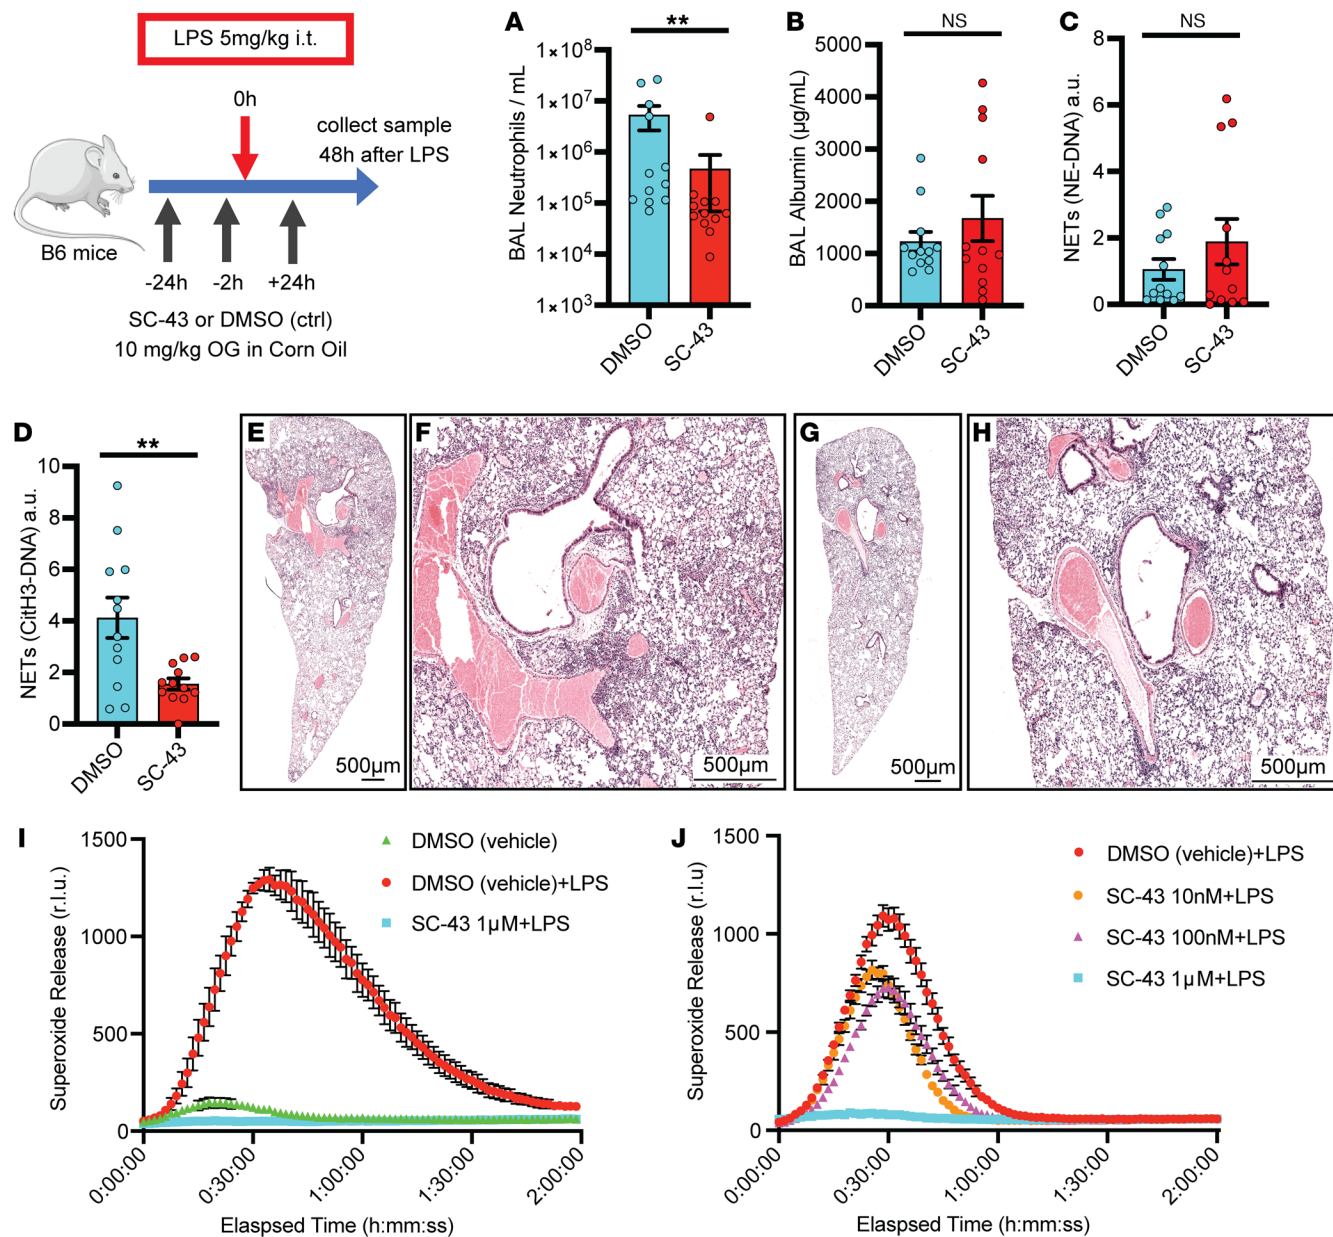 LPS 5mg/kg i.t.
0h
collect sample
48h after LPS
B6 mice
-24h
-2h
+24h
SC-43 or DMSO (ctrl)
10 mg/kg OG in Corn Oil
A
**
BAL Neutrophils / mL
1×10⁸
1×10⁷
1×10⁶
1×10⁵
1×10⁴
1×10³
DMSO
SC-43
B
NS
BAL Albumin (µg/mL)
5000
4000
3000
2000
1000
0
DMSO
SC-43
C
NS
NETs (NE-DNA) a.u.
8
6
4
2
0
DMSO
SC-43
D
**
NETs (CitH3-DNA) a.u.
10
8
6
4
2
0
DMSO
SC-43
E
500µm
F
500µm
G
500µm
H
500µm
I
Superoxide Release (r.l.u.)
1500
1000
500
0
DMSO (vehicle)
DMSO (vehicle)+LPS
SC-43 1µM+LPS
0:00:00
0:30:00
1:00:00
1:30:00
2:00:00
Elaspsed Time (h:mm:ss)
J
Superoxide Release (r.l.u)
1500
1000
500
0
DMSO (vehicle)+LPS
SC-43 10nM+LPS
SC-43 100nM+LPS
SC-43 1µM+LPS
0:00:00
0:30:00
1:00:00
1:30:00
2:00:00
Elaspsed Time (h:mm:ss)